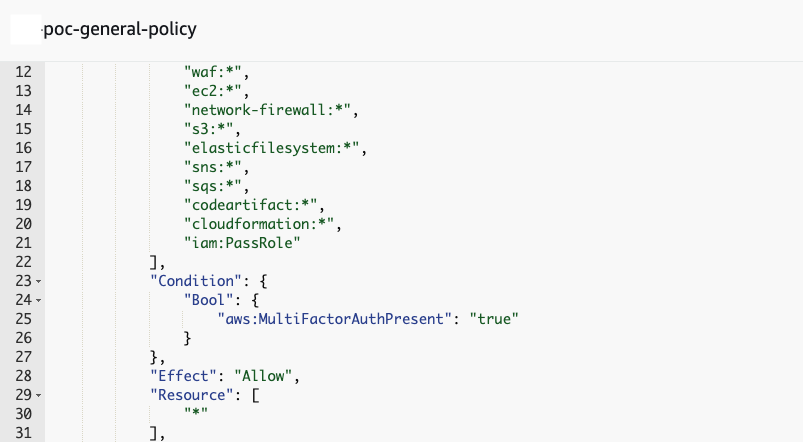 -poc-general-policy
12 "waf:*",
13 "ec2:*",
14 "network-firewall:*",
15 "s3:*",
16 "elasticfilesystem:*",
17 "sns:*",
18 "sqs:*",
19 "codeartifact:*",
20 "cloudformation:*",
21 "iam:PassRole"
22 ],
23 "Condition": {
24 "Bool": {
25 "aws:MultiFactorAuthPresent": "true"
26 }
27 },
28 "Effect": "Allow",
29 "Resource": [
30 "*"
31 ],